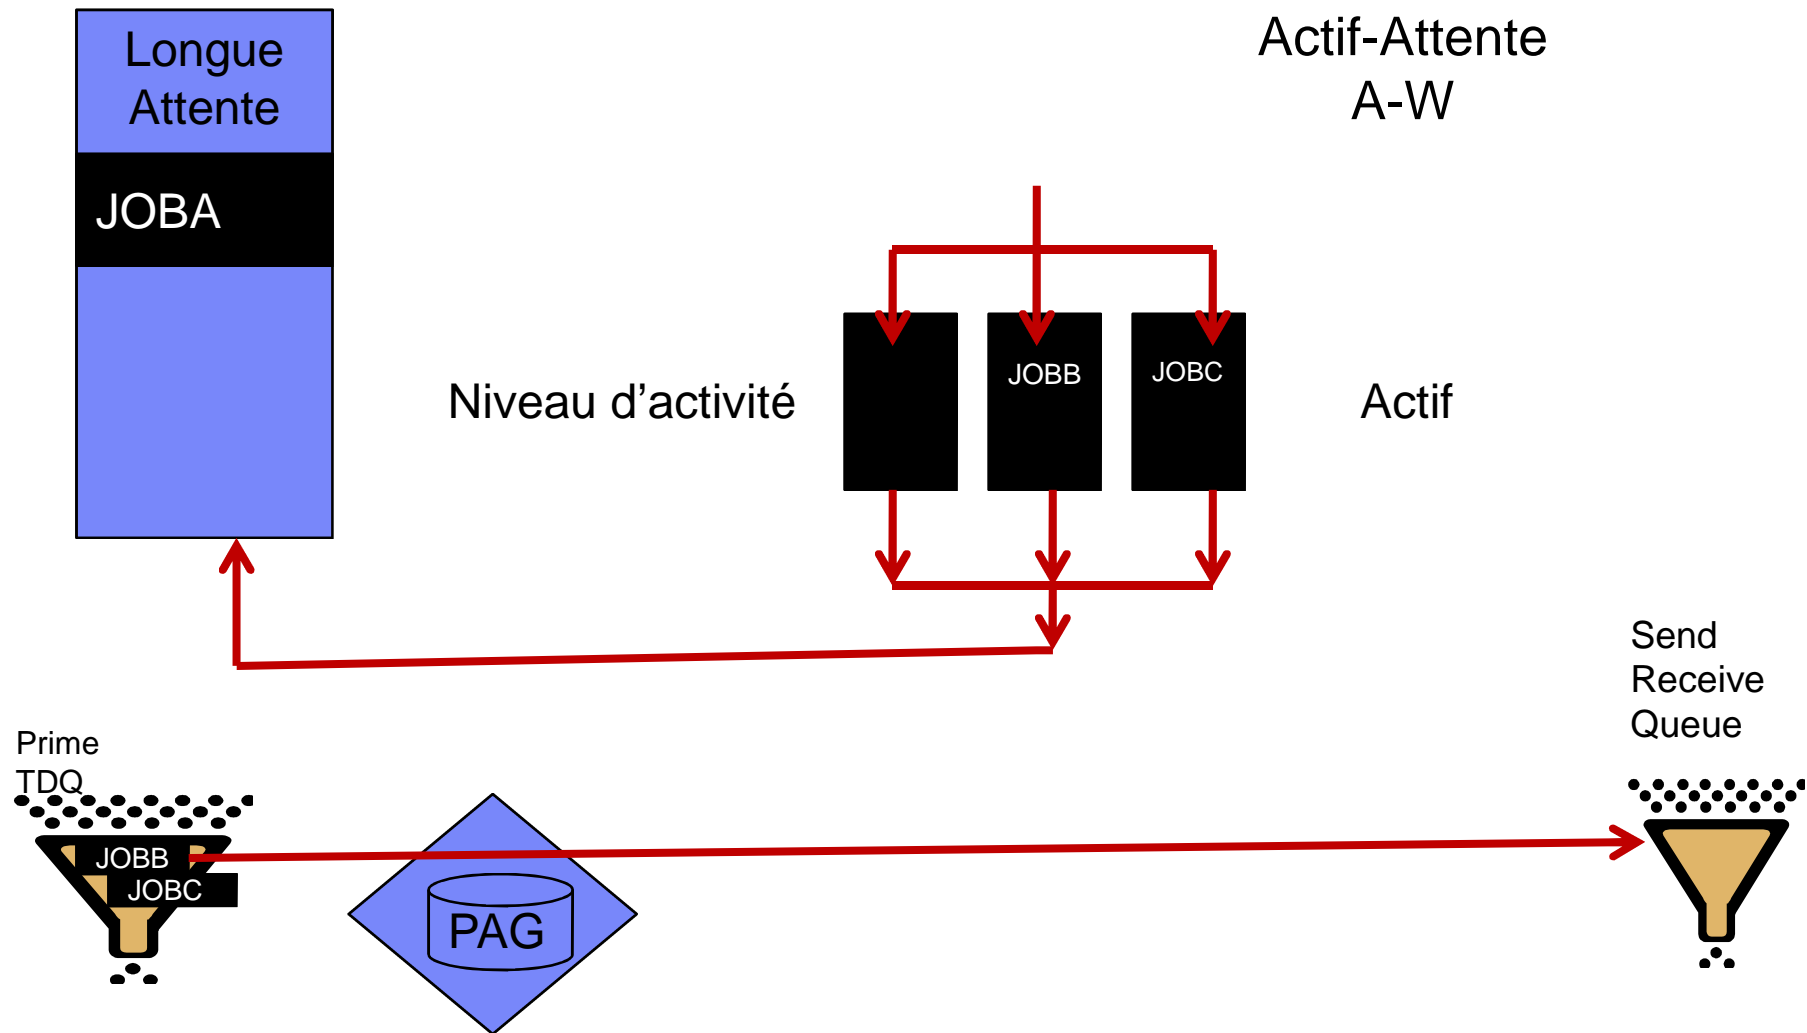 Longue
Attente
JOBA
Actif-Attente
A-W
Niveau d’activité
JOBB
JOBC
Actif
Send
Receive
Queue
Prime
TDQ
JOBB
JOBC
PAG